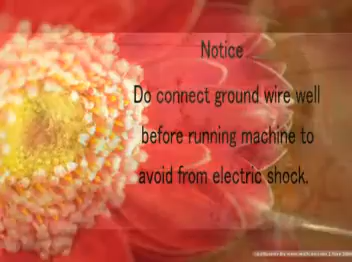 Notice
Do connect ground wire well
before running machine to
avoid from electric shock.